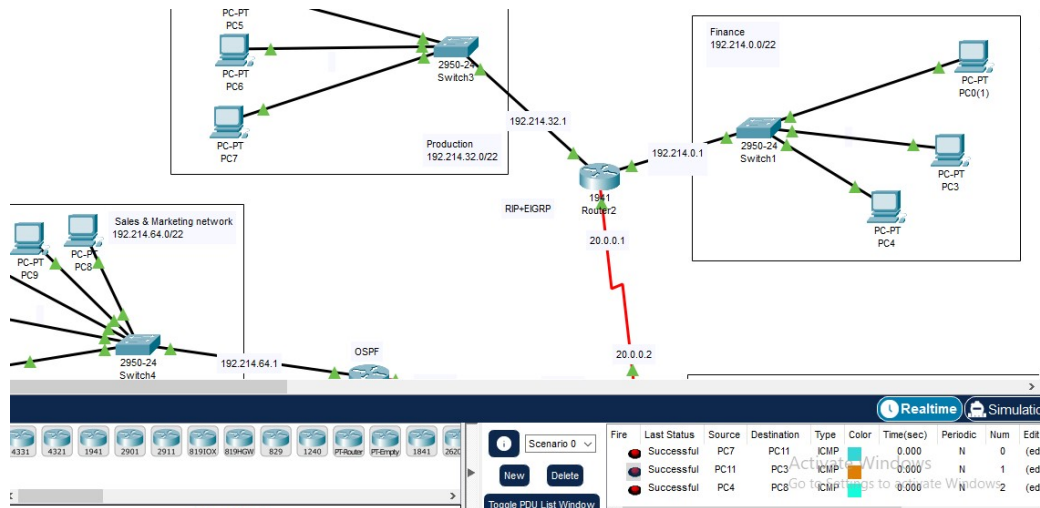 PC-PT
PC5
PC-PT
PC6
PC-PT
PC7
2950-24
Switch3
Production
192.214.32.0/22
192.214.32.1
Finance
192.214.0.0/22
PC-PT
PC0(1)
PC-PT
PC3
PC-PT
PC4
2950-24
Switch1
192.214.0.1
1941
Router2
RIP+EIGRP
20.0.0.1
20.0.0.2
Sales & Marketing network
192.214.64.0/22
PC-PT
PC9
PC-PT
PC8
2950-24
Switch4
192.214.64.1
OSPF
Realtime
Simulatio
4331 4321 1941 2901 2911 819IOX 819HGW 829 1240 PT-Router PT-Empty 1841 2620
Scenario 0
New Delete
Toggle PDU List Window
Fire Last Status Source Destination Type Color Time(sec) Periodic Num Edit
Successful PC7 PC11 ICMP 0.000 N 0 (ed
Successful PC11 PC3 ICMP 0.000 N 1 (ed
Successful PC4 PC8 ICMP 0.000 N 2 (ed
Activate Windows
Go to Settings to activate Windows.